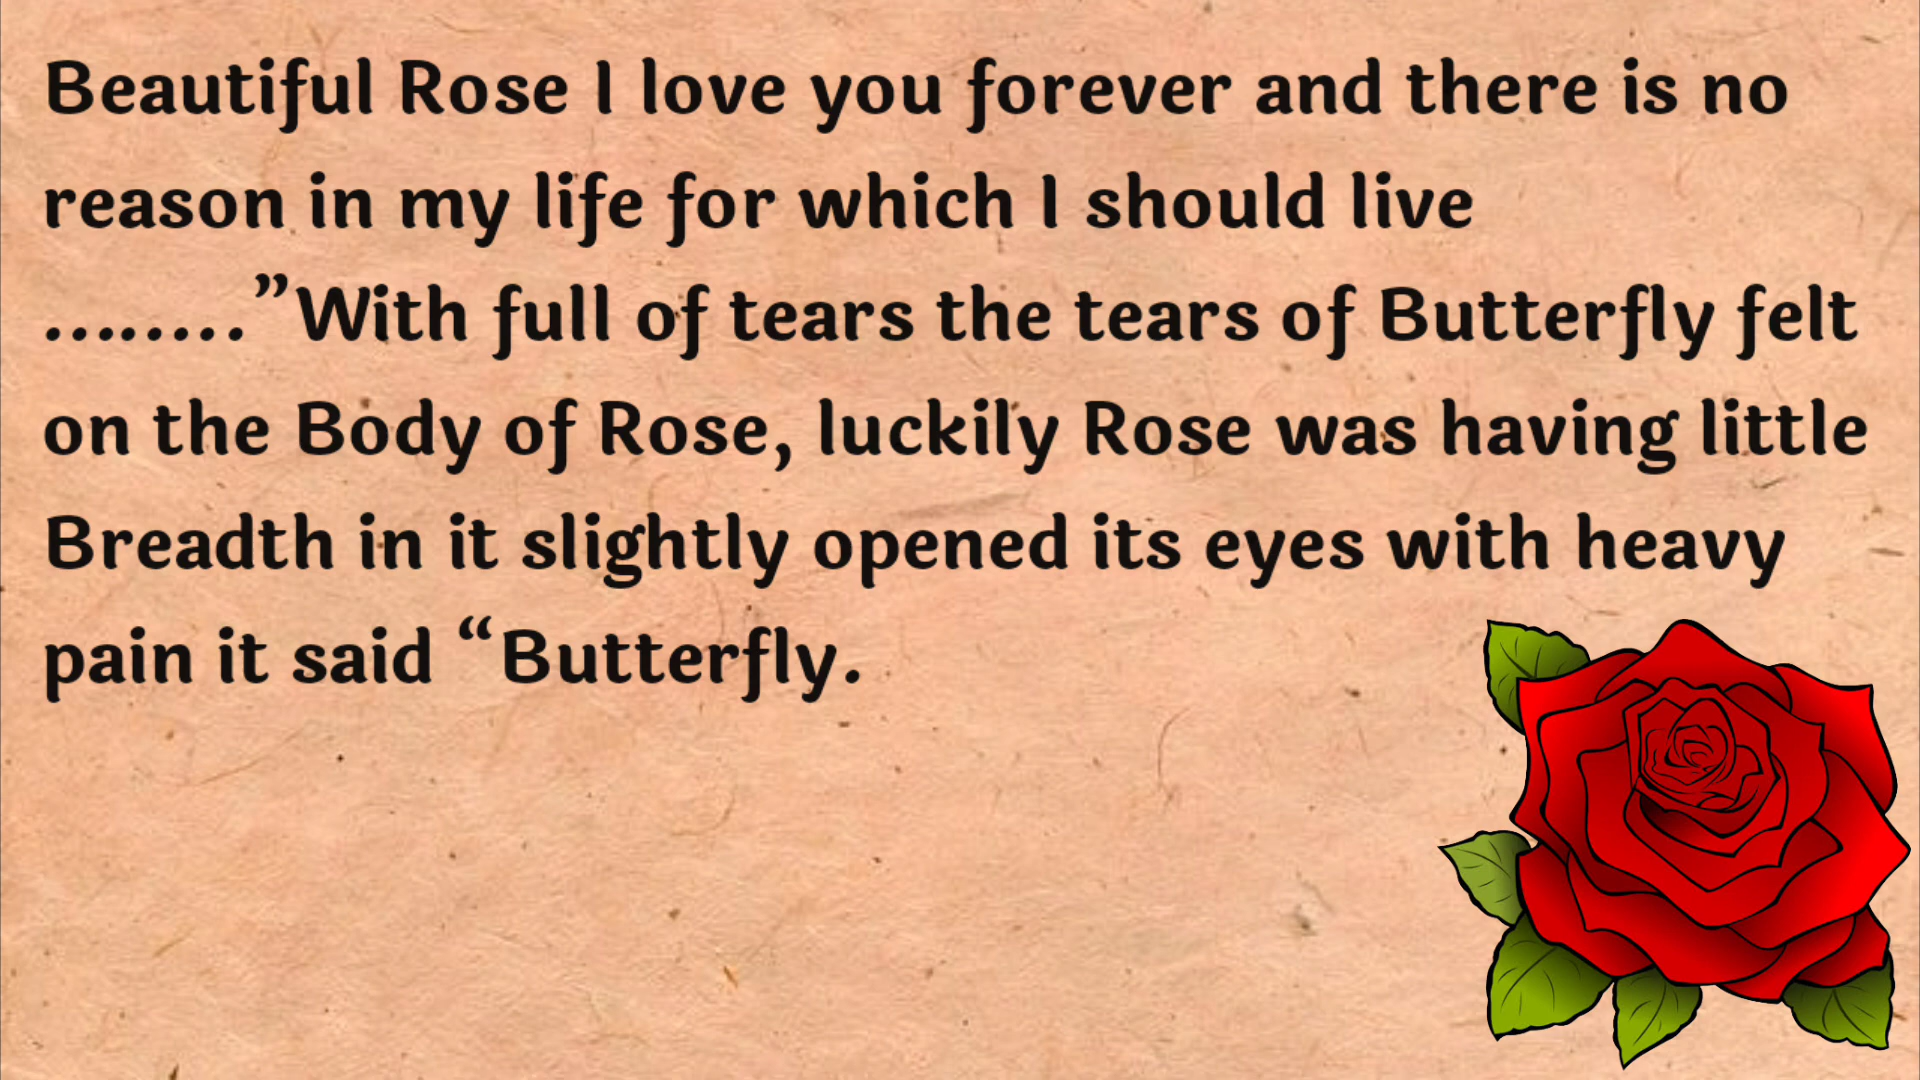 Beautiful Rose I love you forever and there is no
reason in my life for which I should live
........”With full of tears the tears of Butterfly felt
on the Body of Rose, luckily Rose was having little
Breadth in it slightly opened its eyes with heavy
pain it said “Butterfly.